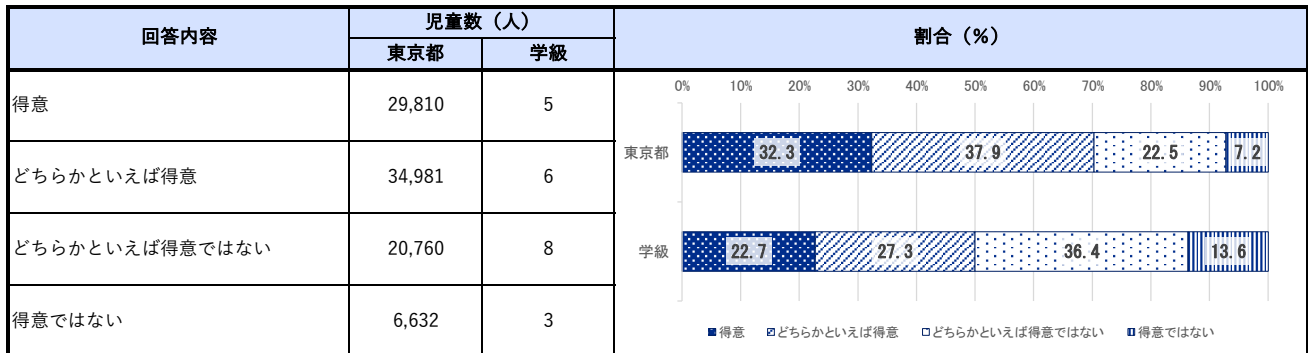 回答内容 児童数（人） 割合（%）
東京都 学級
得意 29,810 5
どちらかといえば得意 34,981 6
どちらかといえば得意ではない 20,760 8
得意ではない 6,632 3
0% 10% 20% 30% 40% 50% 60% 70% 80% 90% 100%
東京都 32.3 37.9 22.5 7.2
学級 22.7 27.3 36.4 13.6
得意 どちらかといえば得意 どちらかといえば得意ではない 得意ではない